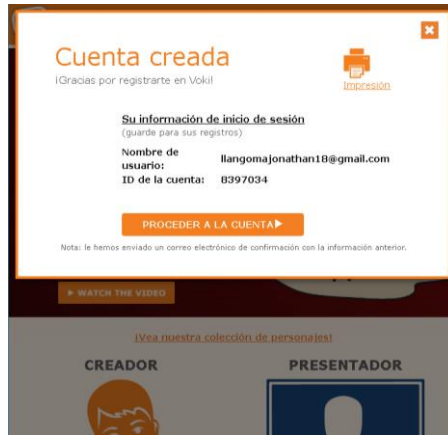 Cuenta creada
¡Gracias por registrarte en Voki!
Impresión
Su información de inicio de sesión
(guarde para sus registros)
Nombre de usuario: llangomajonathan18@gmail.com
ID de la cuenta: 8397034
PROCEDER A LA CUENTA
Nota: le hemos enviado un correo electrónico de confirmación con la información anterior.
WATCH THE VIDEO
¡Vea nuestra colección de personajes!
CREADOR PRESENTADOR